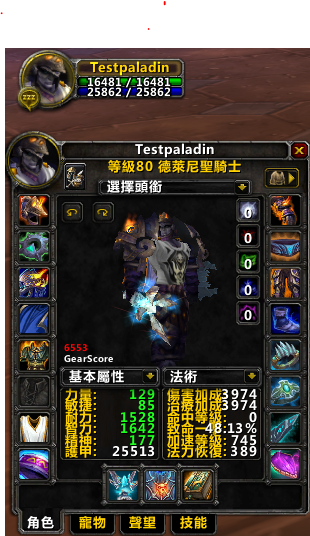 Testpaladin
16481 / 16481
25862 / 25862
zzz
Testpaladin
等級80 德萊尼聖騎士
選擇頭銜
0
0
0
0
0
6553
GearScore
基本屬性
法術
力量: 129
傷害加成 3974
敏捷: 85
治療加成 3974
耐力: 1528
命中等級: 0
智力: 1642
致命一 48.13%
精神: 177
加速等級: 745
護甲: 25513
法力恢復: 389
角色
寵物
聲望
技能